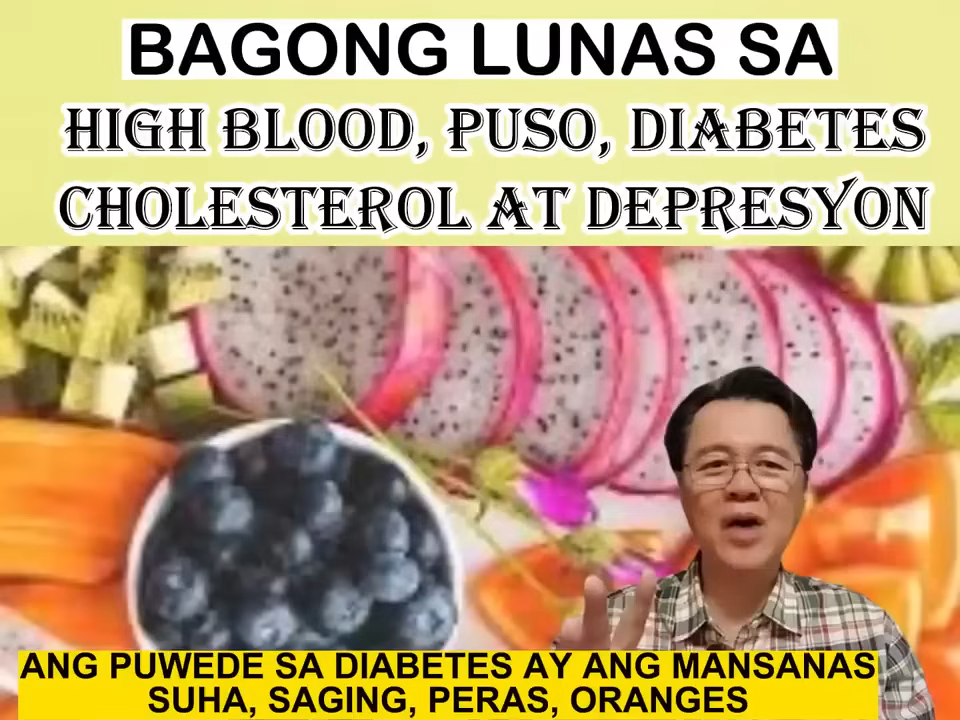 BAGONG LUNAS SA
HIGH BLOOD, PUSO, DIABETES
CHOLESTEROL AT DEPRESYON
ANG PUWEDE SA DIABETES AY ANG MANSANAS
SUHA, SAGING, PERAS, ORANGES